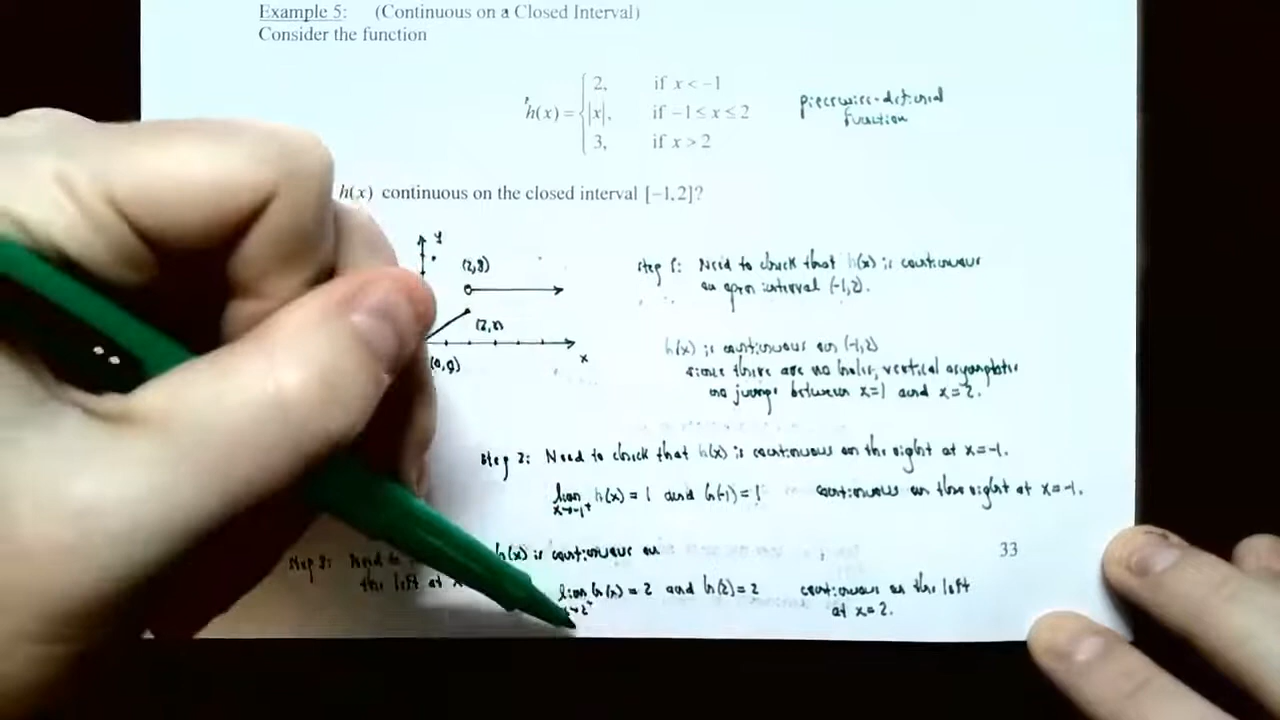 Example 5: (Continuous on a Closed Interval)
Consider the function
h(x) = { 2, if x < -1
|x|, if -1 ≤ x ≤ 2
3, if x > 2
piecewise-defined
function
h(x) continuous on the closed interval [-1,2]?
y
(2,3)
(2,2)
x
(0,0)
Step 1: Need to check that h(x) is continuous
on open interval (-1,2).
h(x) is continuous on (-1,2)
since there are no holes, vertical asymptotes
no jumps between x=1 and x=2.
Step 2: Need to check that h(x) is continuous on the right at x=-1.
lim h(x) = 1 and h(-1)=1 continuous on the right at x=-1.
x→-1⁺
Step 3: Need to h(x) is continuous on
the left at
lim h(x) = 2 and h(2)=2 continuous on the left
at x=2.
33